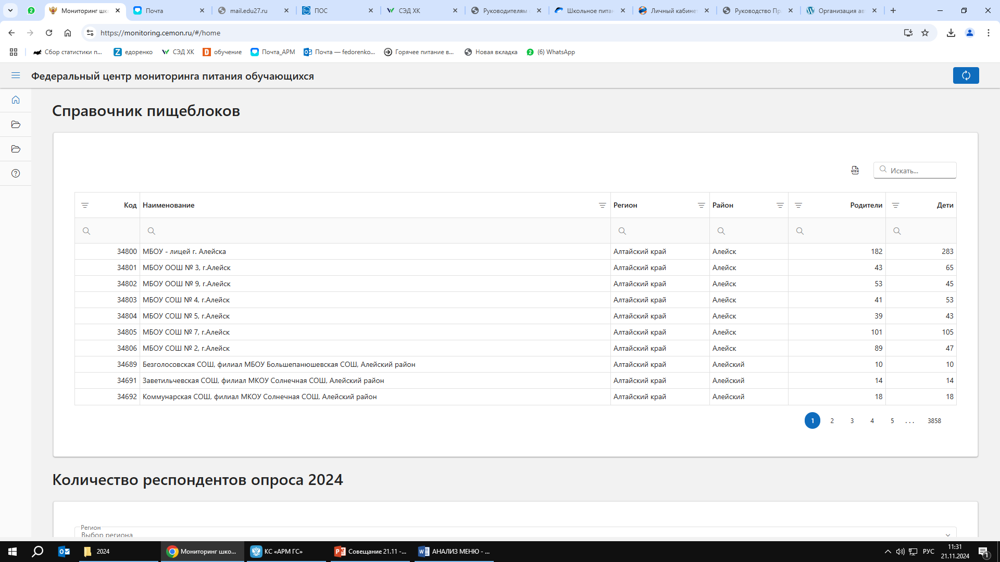 Мониторинг шк
Почта
mail.edu27.ru
ПОС
СЭД ХК
Руководителям
Школьное пита
Личный кабине
Руководство Пр
Организация ав
https://monitoring.cemon.ru/#/home
Сбор статистики п...
едоренко
СЭД ХК
обучение
Почта_АРМ
Почта — fedorenko...
Горячее питание в...
Новая вкладка
(6) WhatsApp
Федеральный центр мониторинга питания обучающихся
Справочник пищеблоков
xlsx
Искать...
Код Наименование Регион Район Родители Дети
34800 МБОУ - лицей г. Алейска Алтайский край Алейск 182 283
34801 МБОУ ООШ № 3, г.Алейск Алтайский край Алейск 43 65
34802 МБОУ ООШ № 9, г.Алейск Алтайский край Алейск 53 45
34803 МБОУ СОШ № 4, г.Алейск Алтайский край Алейск 41 53
34804 МБОУ СОШ № 5, г.Алейск Алтайский край Алейск 39 43
34805 МБОУ СОШ № 7, г.Алейск Алтайский край Алейск 101 105
34806 МБОУ СОШ № 2, г.Алейск Алтайский край Алейск 89 47
34689 Безголосовская СОШ, филиал МБОУ Большепанюшевская СОШ, Алейский район Алтайский край Алейский 10 10
34691 Заветильчевская СОШ, филиал МКОУ Солнечная СОШ, Алейский район Алтайский край Алейский 14 14
34692 Коммунарская СОШ, филиал МКОУ Солнечная СОШ, Алейский район Алтайский край Алейский 18 18
1 2 3 4 5 ... 3858
Количество респондентов опроса 2024
Регион
Выбор региона
2024
Мониторинг шко...
КС «АРМ ГС»
Совещание 21.11 -...
АНАЛИЗ МЕНЮ - ...
РУС
11:31
21.11.2024
1